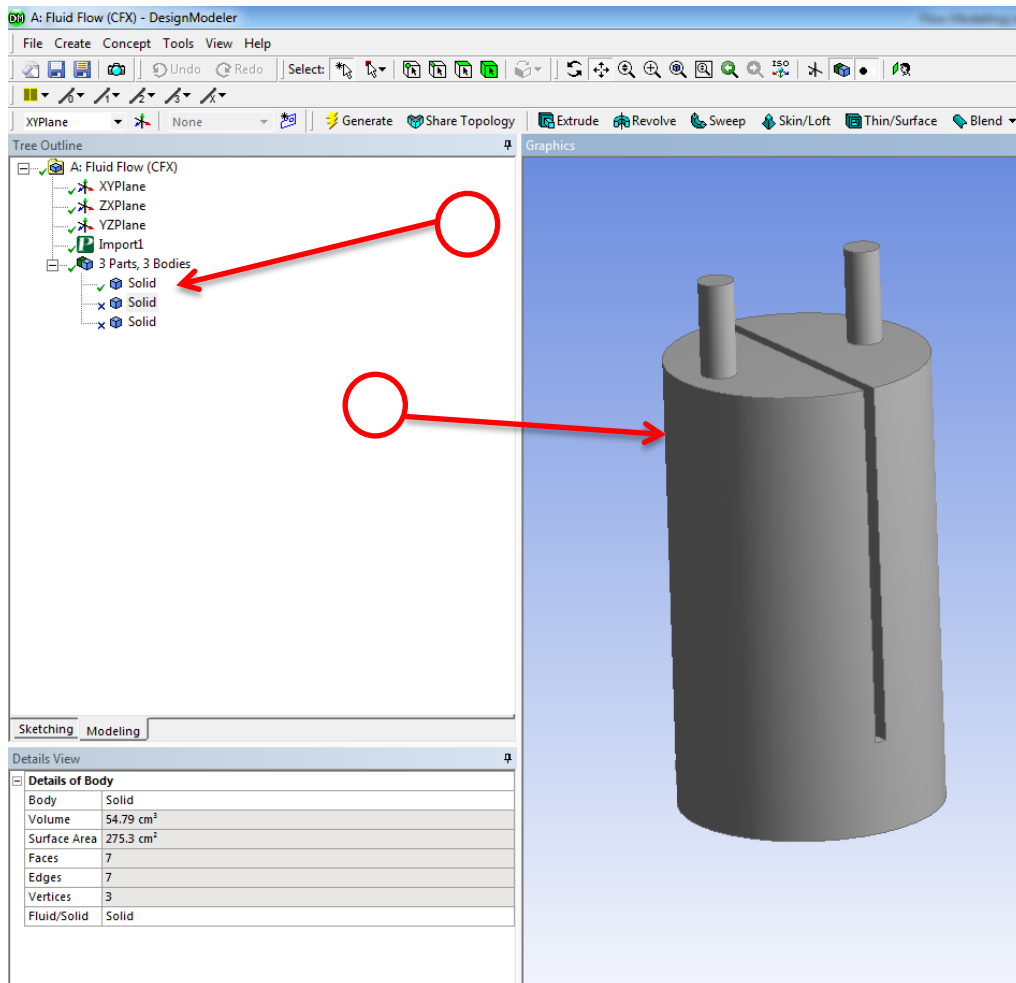 A: Fluid Flow (CFX) - DesignModeler
File Create Concept Tools View Help
Undo Redo Select: ISO
XYPlane None Generate Share Topology Extrude Revolve Sweep Skin/Loft Thin/Surface Blend
Tree Outline
Graphics
A: Fluid Flow (CFX)
XYPlane
ZXPlane
YZPlane
Import1
3 Parts, 3 Bodies
Solid
Solid
Solid
Sketching Modeling
Details View
Details of Body
Body Solid
Volume 54.79 cm³
Surface Area 275.3 cm²
Faces 7
Edges 7
Vertices 3
Fluid/Solid Solid